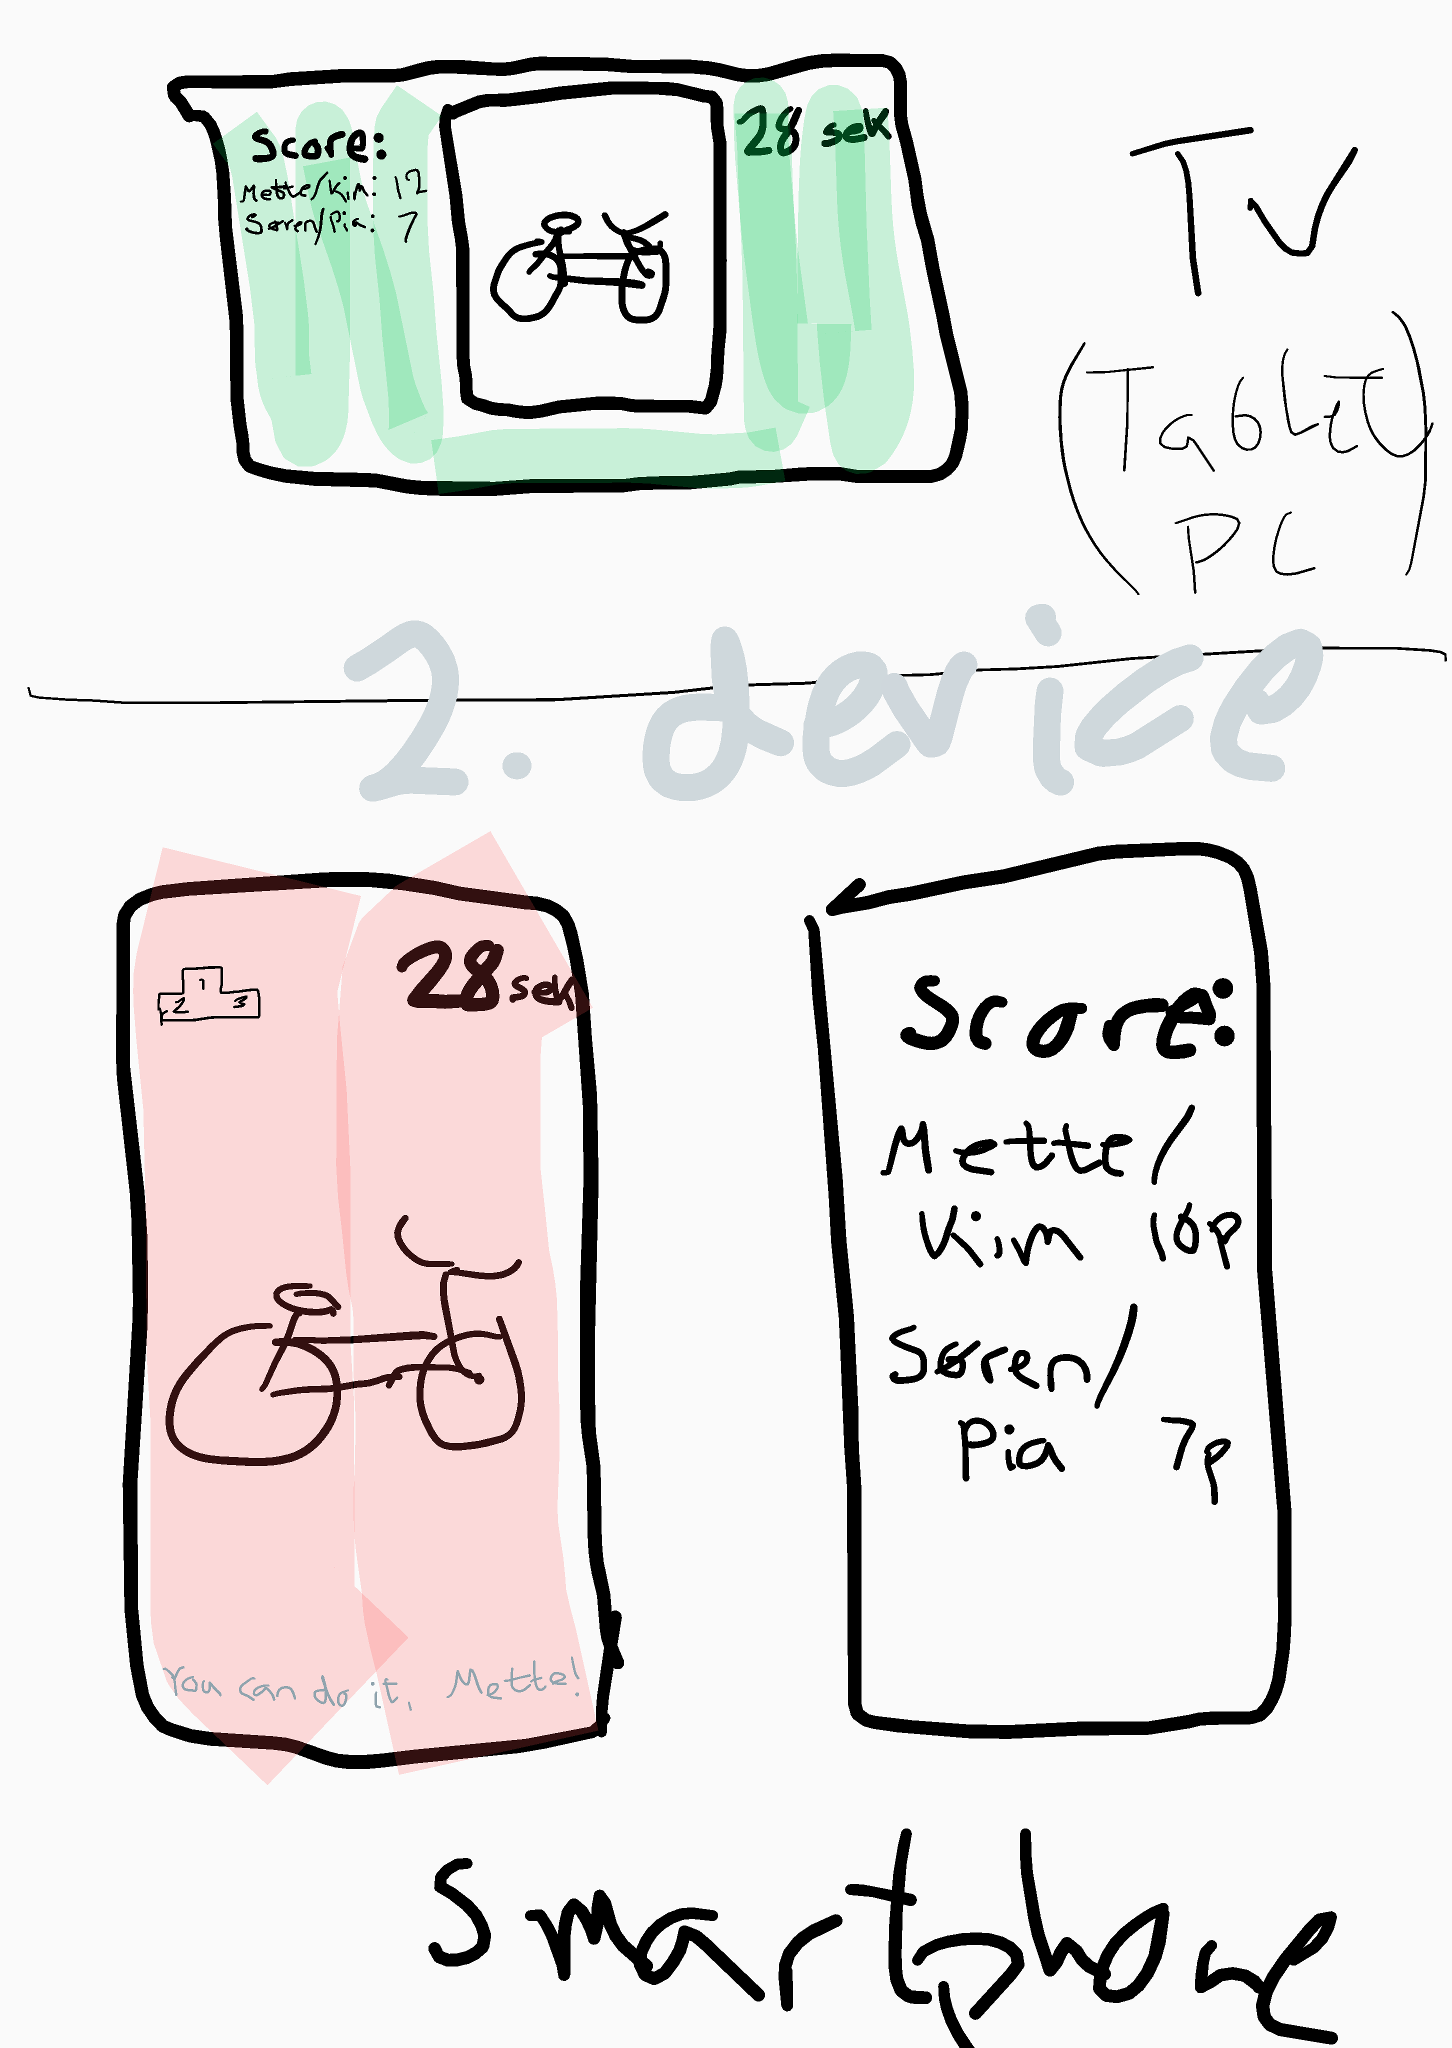 Score:
Mette/Kim: 12
Søren/Pia: 7
28 sek
TV
(Tablet
PC)
2. device
1
2 3
28 sek
You can do it, Mette!
Score:
Mette/
Kim 10p
Søren/
Pia 7p
Smartphone